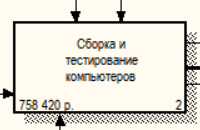 Сборка и
тестирование
компьютеров
758 420 р. 2